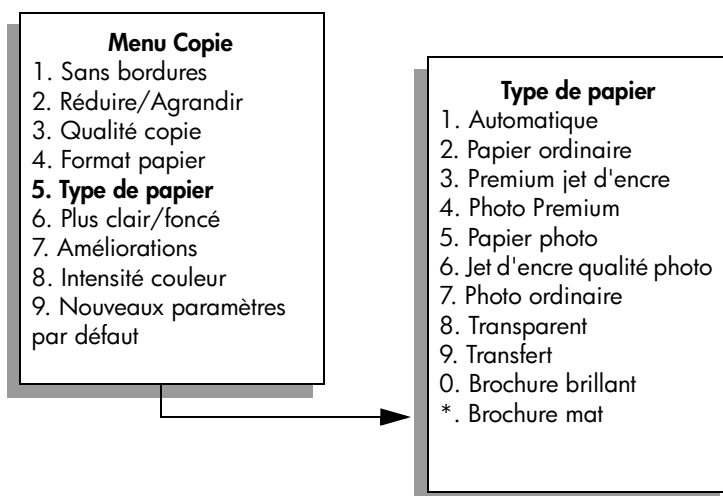 Menu Copie
1. Sans bordures
2. Réduire/Agrandir
3. Qualité copie
4. Format papier
5. Type de papier
6. Plus clair/foncé
7. Améliorations
8. Intensité couleur
9. Nouveaux paramètres
par défaut
Type de papier
1. Automatique
2. Papier ordinaire
3. Premium jet d'encre
4. Photo Premium
5. Papier photo
6. Jet d'encre qualité photo
7. Photo ordinaire
8. Transparent
9. Transfert
0. Brochure brillant
*. Brochure mat